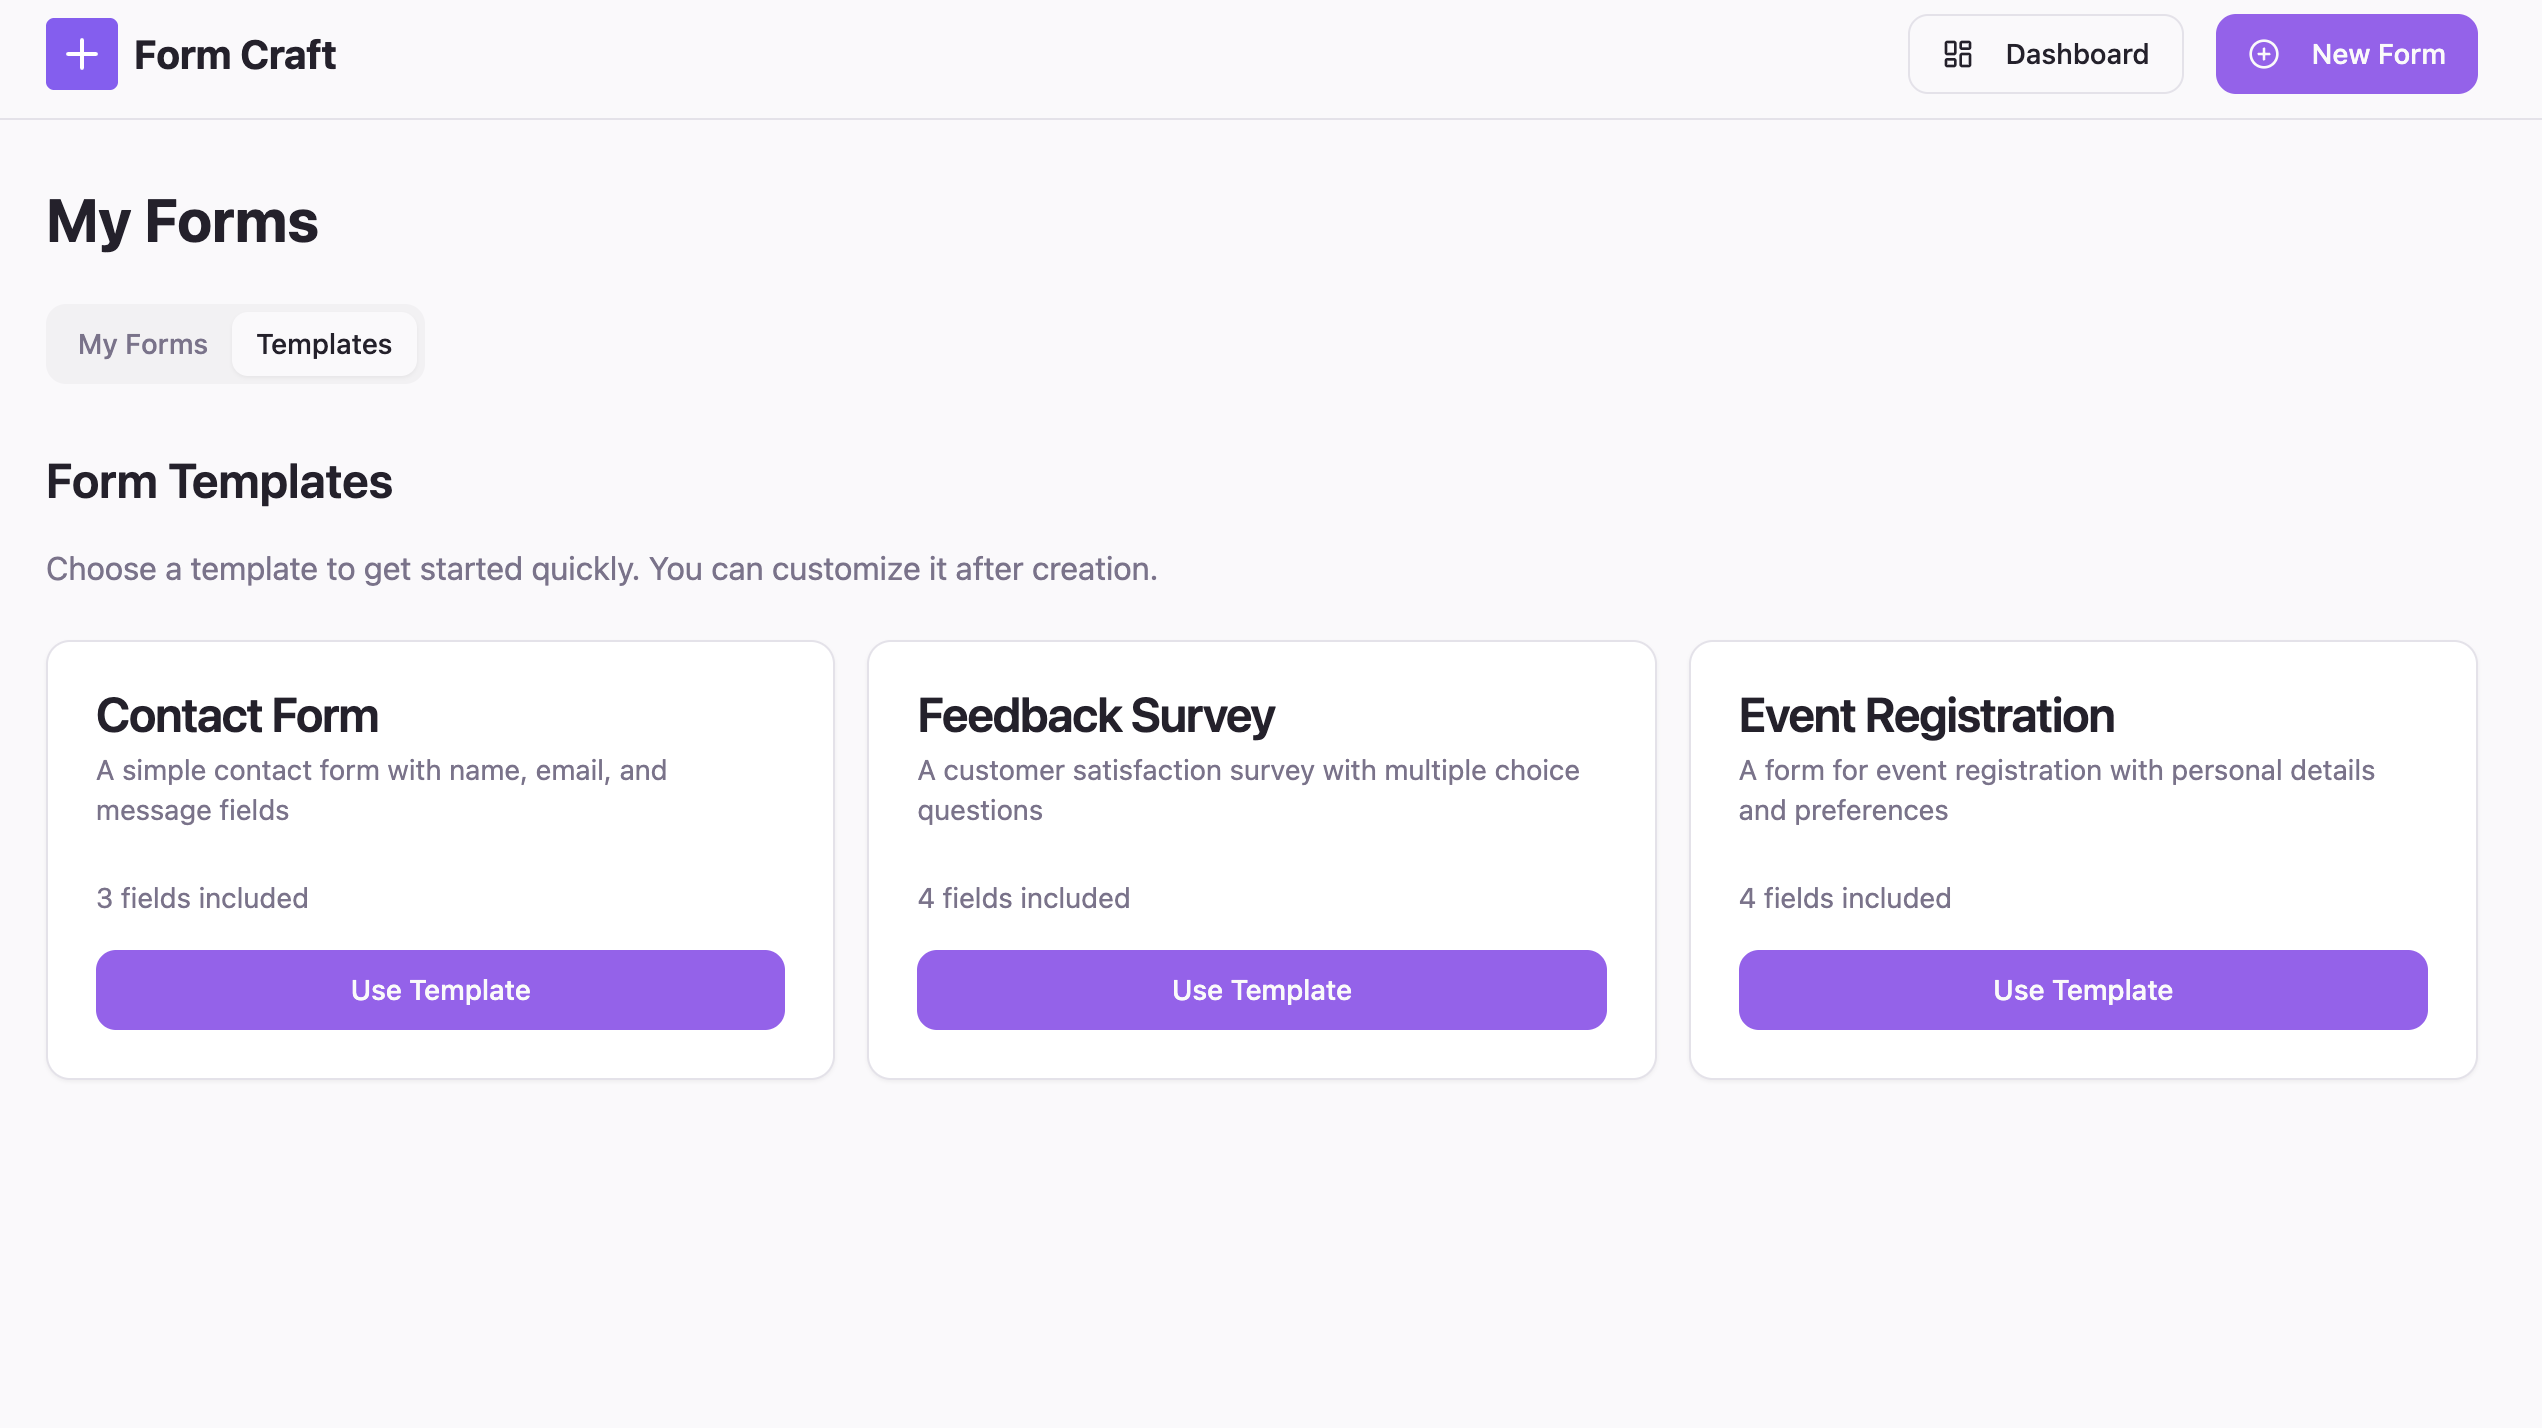 Form Craft
Dashboard
New Form
My Forms
My Forms
Templates
Form Templates
Choose a template to get started quickly. You can customize it after creation.
Contact Form
A simple contact form with name, email, and
message fields
3 fields included
Use Template
Feedback Survey
A customer satisfaction survey with multiple choice
questions
4 fields included
Use Template
Event Registration
A form for event registration with personal details
and preferences
4 fields included
Use Template